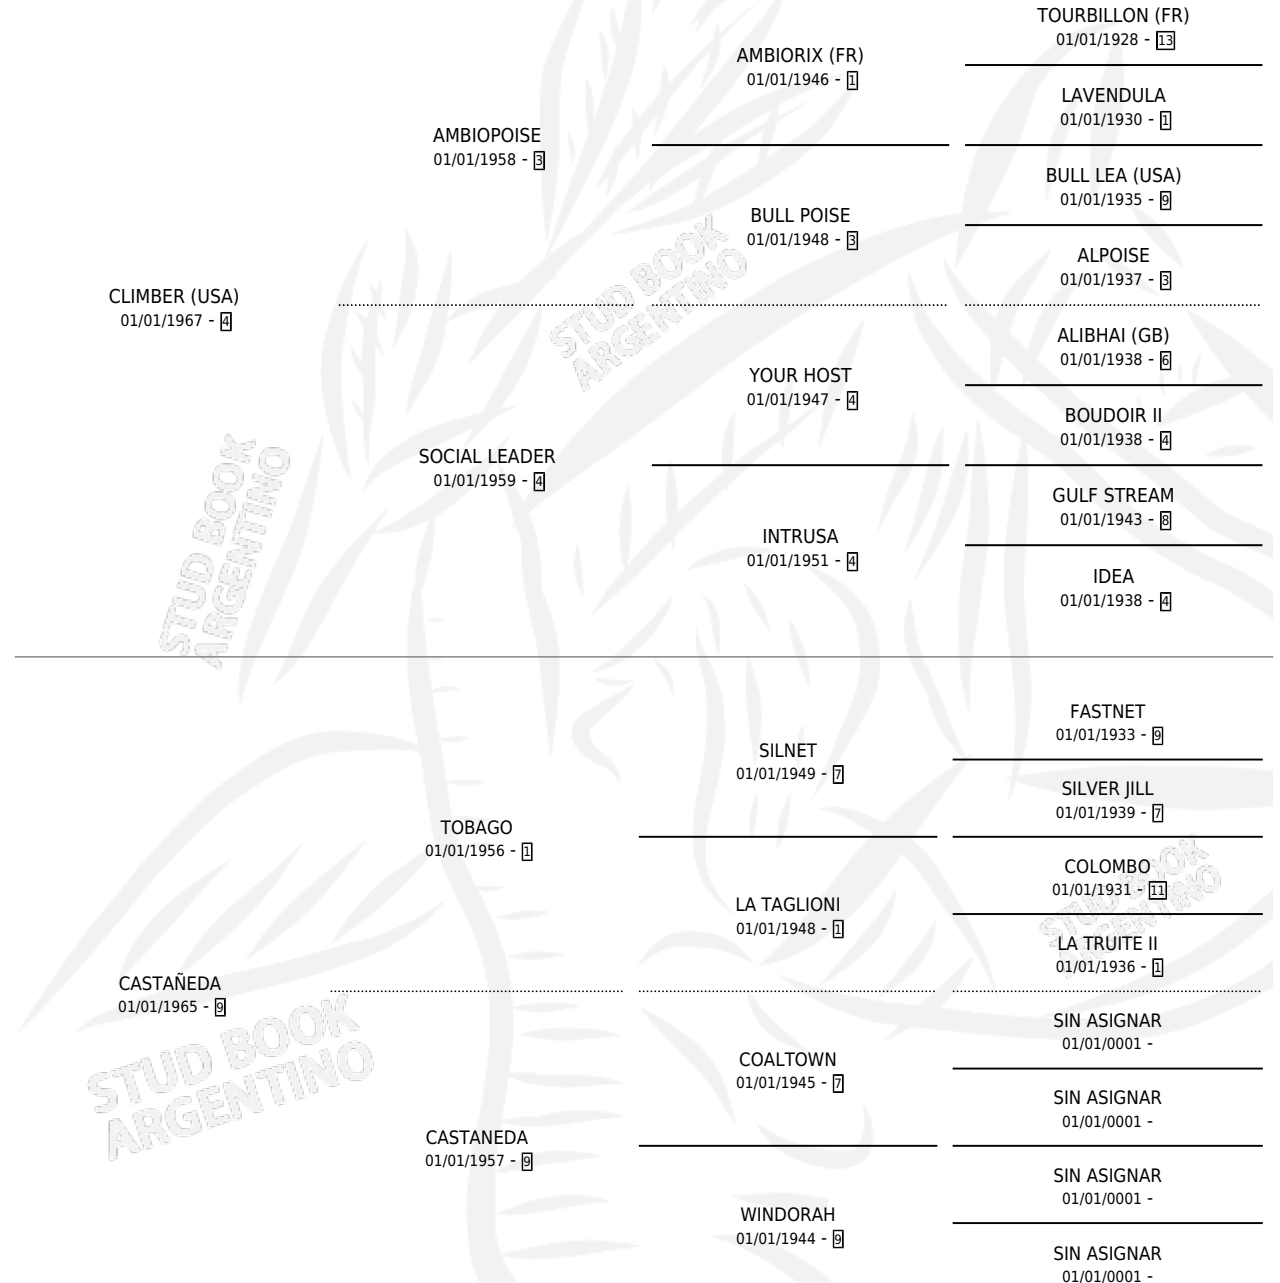 TOURBILLON (FR)
01/01/1928 - 13
AMBIORIX (FR)
01/01/1946 - 1
LAVENDULA
01/01/1930 - 1
AMBIOPOISE
01/01/1958 - 3
BULL LEA (USA)
01/01/1935 - 9
BULL POISE
01/01/1948 - 3
ALPOISE
01/01/1937 - 3
CLIMBER (USA)
01/01/1967 - 4
ALIBHAI (GB)
01/01/1938 - 6
YOUR HOST
01/01/1947 - 4
BOUDOIR II
01/01/1938 - 4
SOCIAL LEADER
01/01/1959 - 4
GULF STREAM
01/01/1943 - 8
INTRUSA
01/01/1951 - 4
IDEA
01/01/1938 - 4
STUD BOOK
ARGENTINO
STUD BOOK
ARGENTINO
FASTNET
01/01/1933 - 9
SILNET
01/01/1949 - 7
SILVER JILL
01/01/1939 - 7
TOBAGO
01/01/1956 - 1
COLOMBO
01/01/1931 - 11
LA TAGLIONI
01/01/1948 - 1
LA TRUITE II
01/01/1936 - 1
CASTAÑEDA
01/01/1965 - 9
SIN ASIGNAR
01/01/0001 -
COALTOWN
01/01/1945 - 7
SIN ASIGNAR
01/01/0001 -
CASTANEDA
01/01/1957 - 9
SIN ASIGNAR
01/01/0001 -
WINDORAH
01/01/1944 - 9
SIN ASIGNAR
01/01/0001 -
STUD BOOK
ARGENTINO
STUD BOOK
ARGENTINO